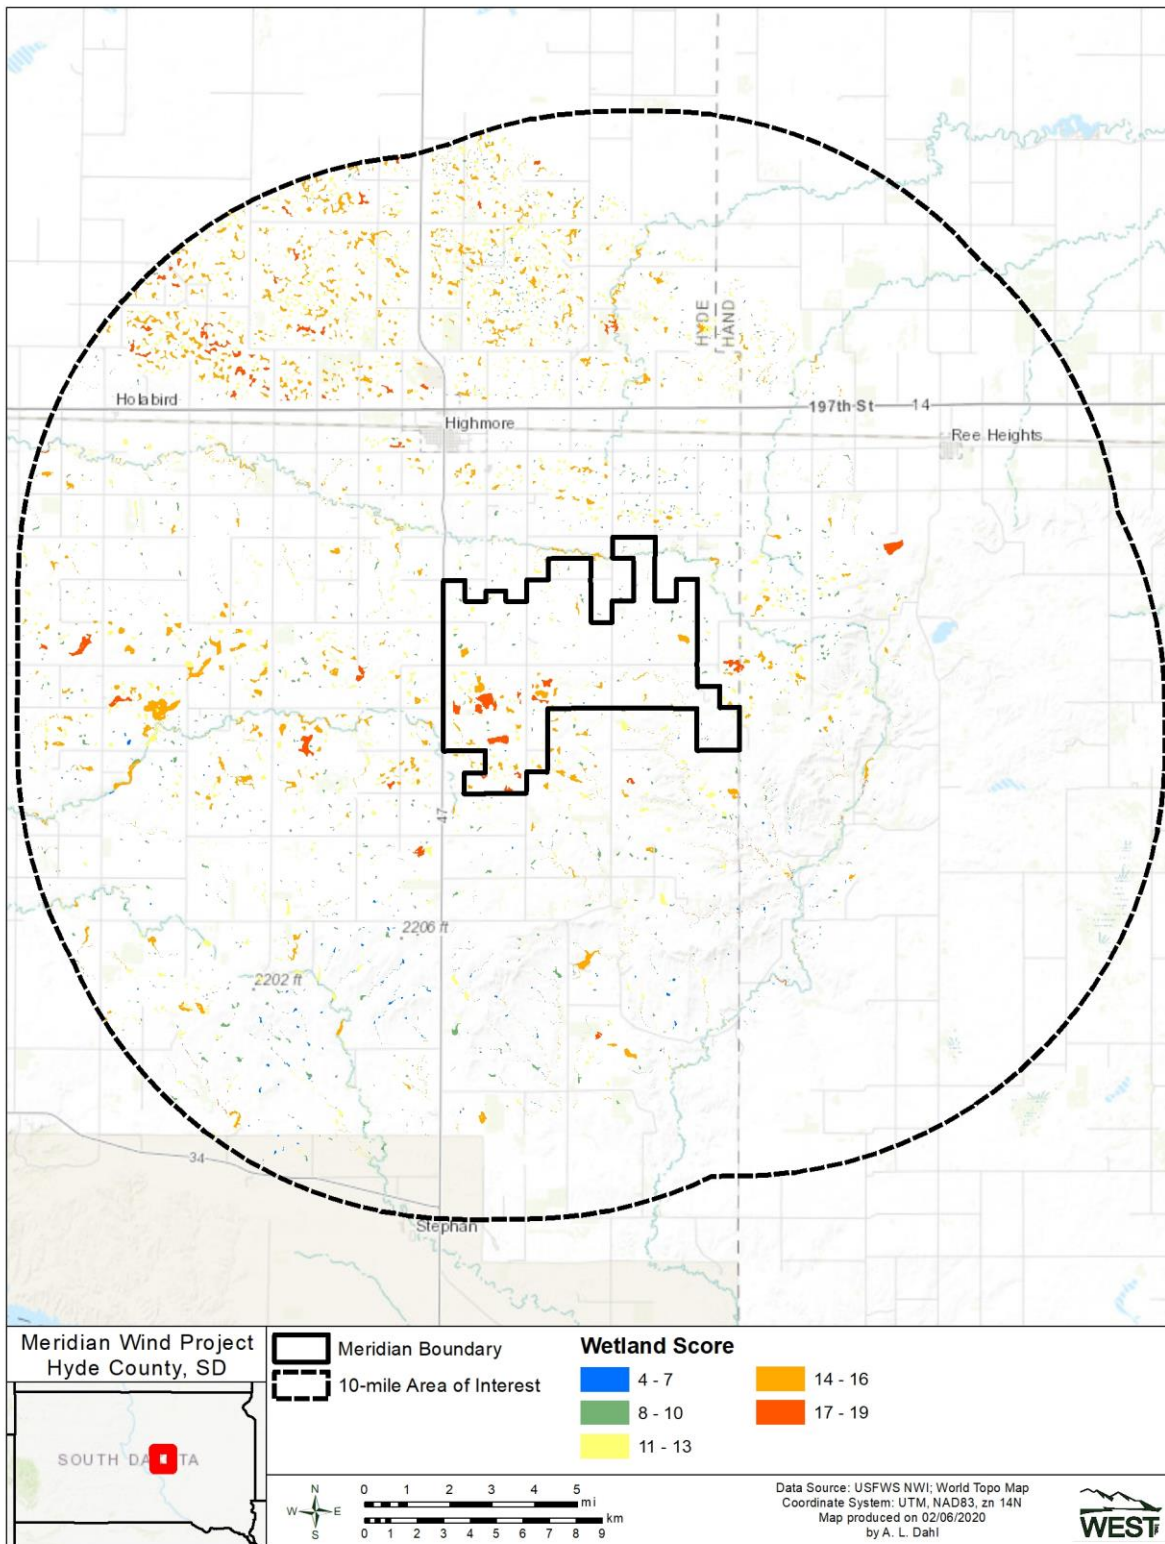 HYDE
HAND
Holabird
197th St
14
Highmore
Ree Heights
47
2206 ft
2202 ft
34
Stephan
Meridian Wind Project
Hyde County, SD
SOUTH DAKOTA
Meridian Boundary
10-mile Area of Interest
Wetland Score
4 - 7
8 - 10
11 - 13
14 - 16
17 - 19
N
W E
S
0 1 2 3 4 5
mi
km
0 1 2 3 4 5 6 7 8 9
Data Source: USFWS NWI; World Topo Map
Coordinate System: UTM, NAD83, zn 14N
Map produced on 02/06/2020
by A. L. Dahl
WEST